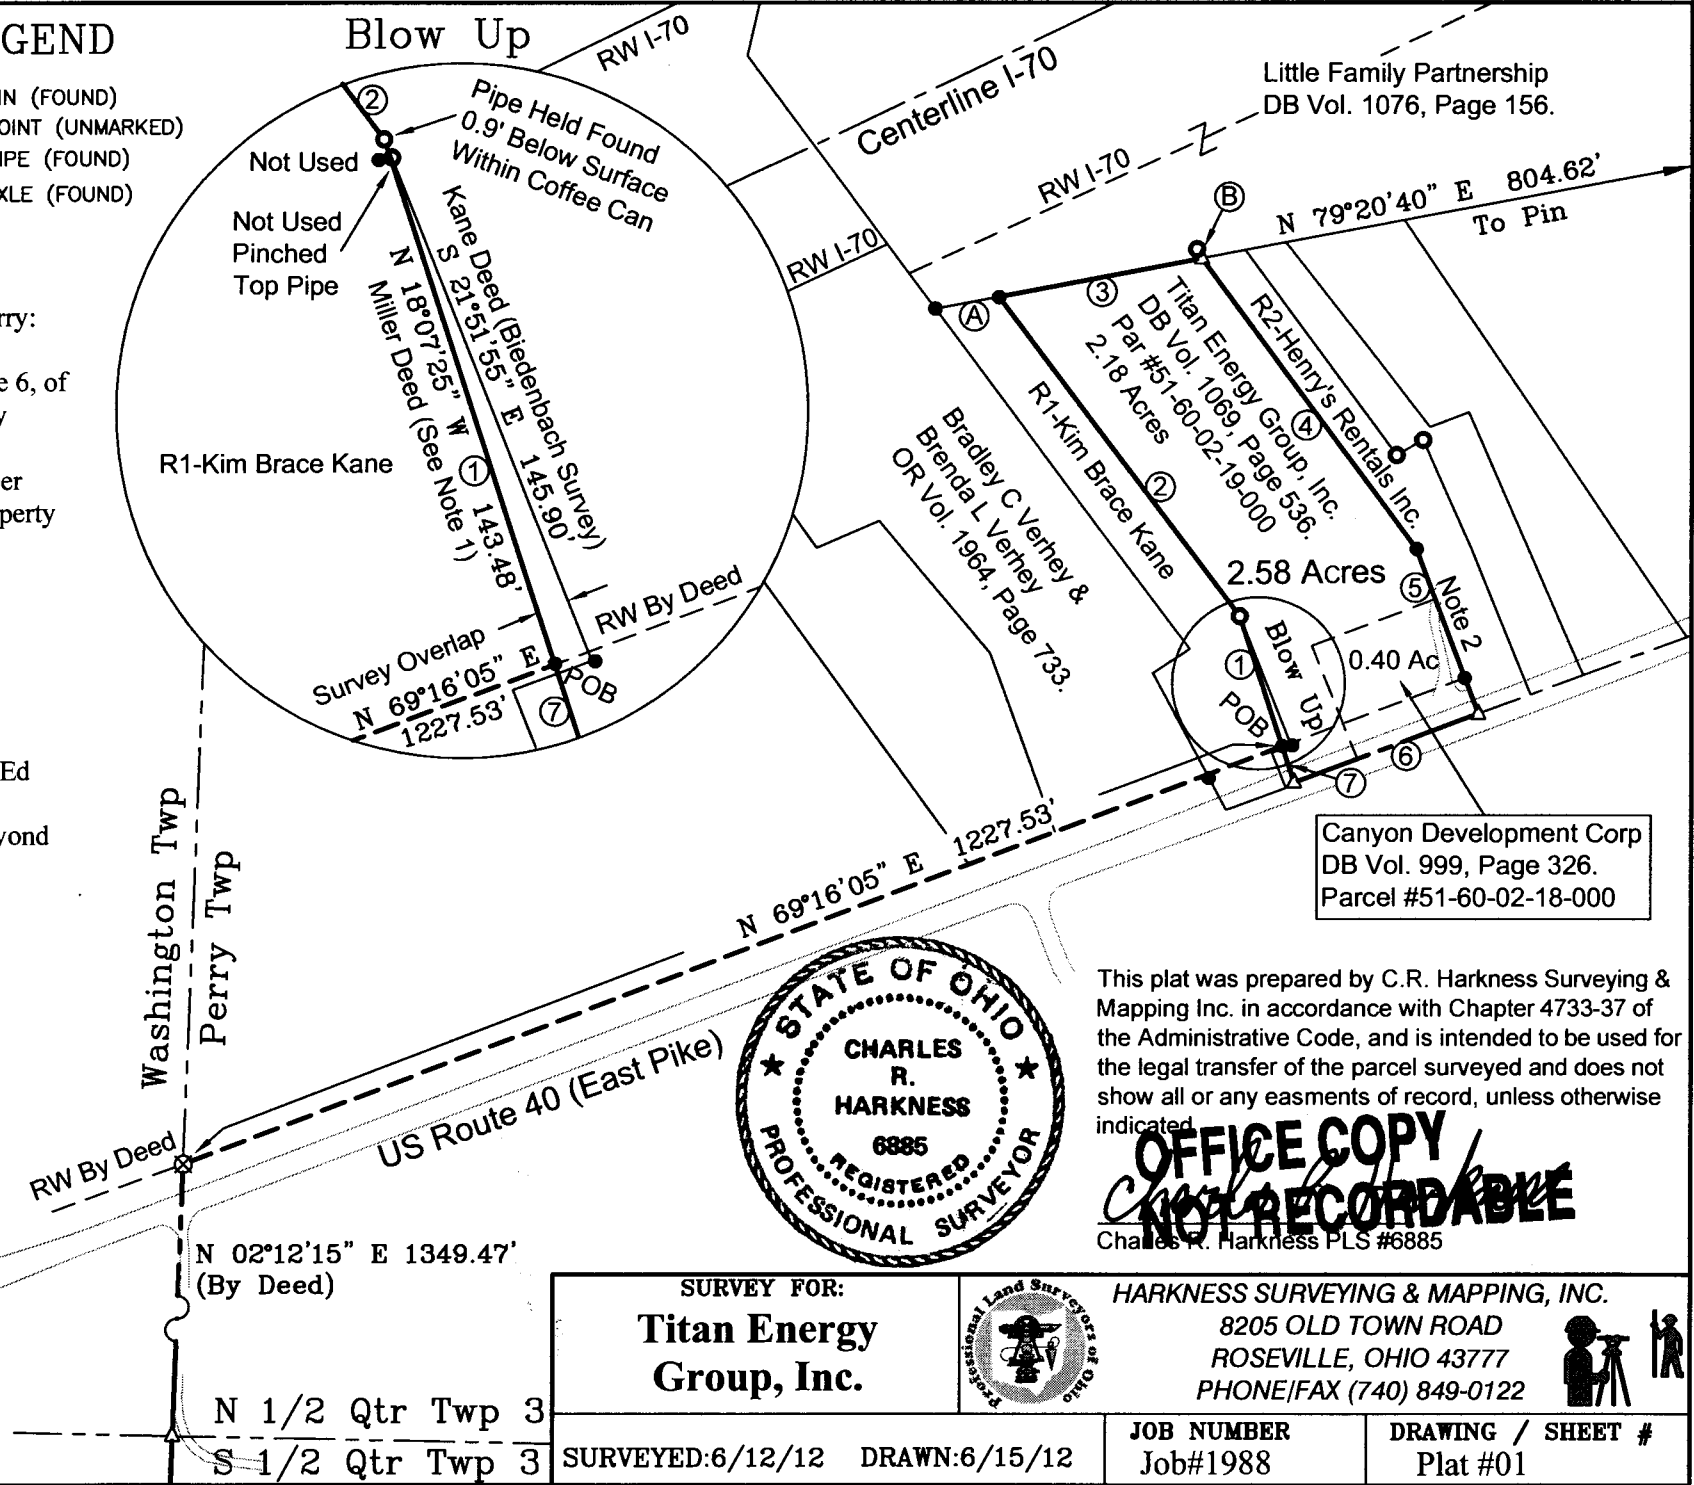 GEND
IN (FOUND)
OINT (UNMARKED)
IPE (FOUND)
XLE (FOUND)
rry:
e 6, of
y
er
perty
Ed
yond
Blow Up
2
Pipe Held Found
0.9' Below Surface
Within Coffee Can
Not Used
Not Used
Pinched
Top Pipe
Kane Deed (Biedenbach Survey)
S 21°51'55" E 145.90'
N 18°07'25" W 1 143.48'
Miller Deed (See Note 1)
R1-Kim Brace Kane
Survey Overlap
RW By Deed
N 69°16'05" E
1227.53'
POB
7
RW I-70
Centerline I-70
RW I-70
RW I-70
Z
Little Family Partnership
DB Vol. 1076, Page 156.
B
N 79°20'40" E 804.62'
To Pin
A
3
Titan Energy Group, Inc.
DB Vol. 1069, Page 536.
Par #51-60-02-19-000
2.18 Acres
R2-Henry's Rentals Inc.
4
R1-Kim Brace Kane
2
Bradley C Verhey &
Brenda L Verhey
OR Vol. 1964, Page 733.
2.58 Acres
5
Note 2
Blow Up
1
POB
0.40 Ac
6
7
Canyon Development Corp
DB Vol. 999, Page 326.
Parcel #51-60-02-18-000
N 69°16'05" E 1227.53'
Washington Twp
Perry Twp
US Route 40 (East Pike)
RW By Deed
N 02°12'15" E 1349.47'
(By Deed)
N 1/2 Qtr Twp 3
S 1/2 Qtr Twp 3
STATE OF OHIO
CHARLES
R.
HARKNESS
6885
REGISTERED
PROFESSIONAL SURVEYOR
This plat was prepared by C.R. Harkness Surveying &
Mapping Inc. in accordance with Chapter 4733-37 of
the Administrative Code, and is intended to be used for
the legal transfer of the parcel surveyed and does not
show all or any easments of record, unless otherwise
indicated
OFFICE COPY
NOT RECORDABLE
Charles R. Harkness PLS #6885
SURVEY FOR:
Titan Energy
Group, Inc.
Professional Land Surveyors of Ohio
HARKNESS SURVEYING & MAPPING, INC.
8205 OLD TOWN ROAD
ROSEVILLE, OHIO 43777
PHONE/FAX (740) 849-0122
SURVEYED:6/12/12 DRAWN:6/15/12
JOB NUMBER
Job#1988
DRAWING / SHEET #
Plat #01